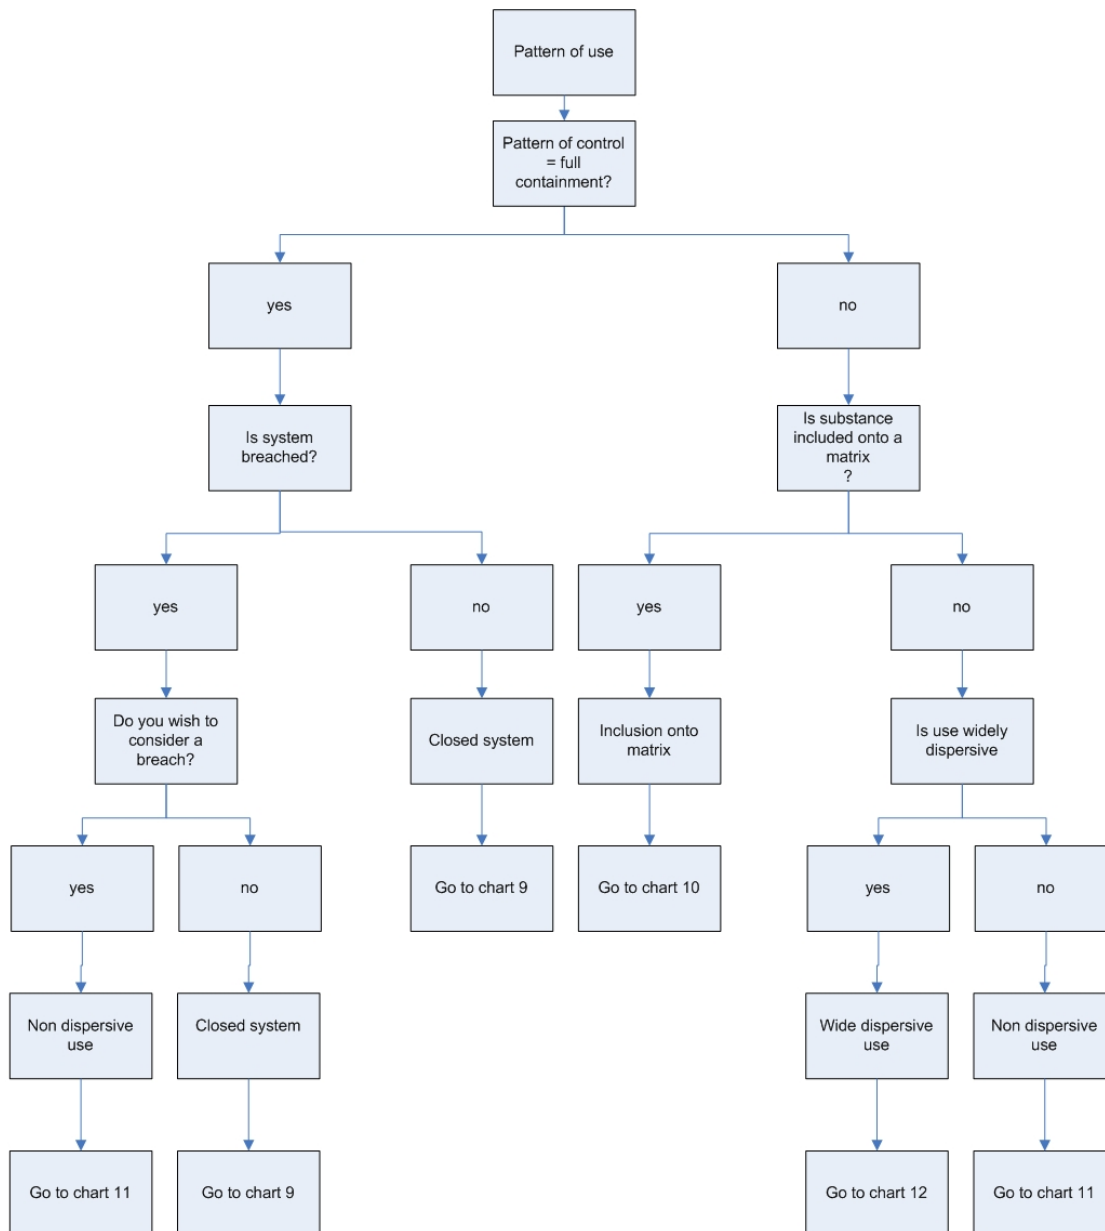 Pattern of use
Pattern of control
= full
containment?
yes
no
Is system
breached?
Is substance
included onto a
matrix
?
yes
no
yes
no
Do you wish to
consider a
breach?
Closed system
Inclusion onto
matrix
Is use widely
dispersive
yes
no
Go to chart 9
Go to chart 10
yes
no
Non dispersive
use
Closed system
Wide dispersive
use
Non dispersive
use
Go to chart 11
Go to chart 9
Go to chart 12
Go to chart 11